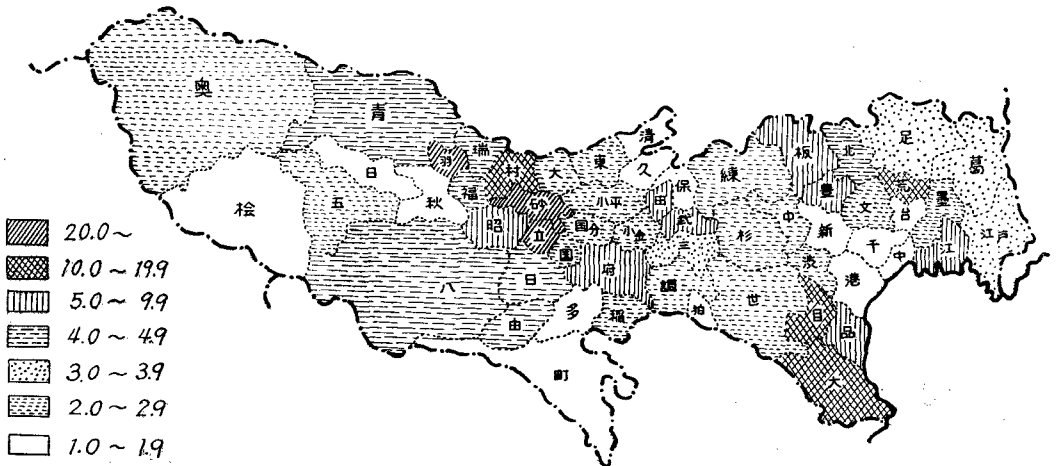 奥
青
瑞
羽
日
福
村
大
東
清
久
保
田
武
練
板
北
足
葛
豊
荒
文
台
墨
江戸
江
桧
五
秋
砂
昭
立
小平
国分
小金
国
三
杉
中
新
千
中
渋
港
八
日
府
調
狛
世
目
品
由
多
稲
町
大
20.0~
10.0~19.9
5.0~9.9
4.0~4.9
3.0~3.9
2.0~2.9
1.0~1.9